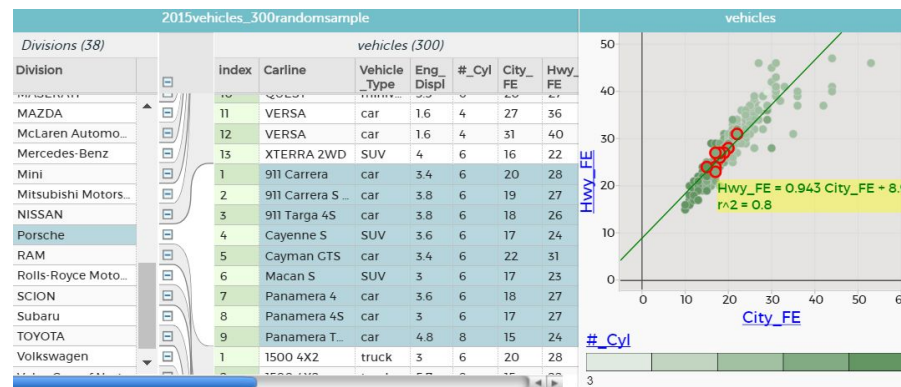 2015vehicles_300randomsample
Divisions (38)
vehicles (300)
Division
index Carline Vehicle _Type Eng_ Displ #_Cyl City_ FE Hwy_ FE
MAZDA
McLaren Automo...
Mercedes-Benz
Mini
Mitsubishi Motors...
NISSAN
Porsche
RAM
Rolls-Royce Moto...
SCION
Subaru
TOYOTA
Volkswagen
11 VERSA car 1.6 4 27 36
12 VERSA car 1.6 4 31 40
13 XTERRA 2WD SUV 4 6 16 22
1 911 Carrera car 3.4 6 20 28
2 911 Carrera S ... car 3.8 6 19 27
3 911 Targa 4S car 3.8 6 18 26
4 Cayenne S SUV 3.6 6 17 24
5 Cayman GTS car 3.4 6 22 31
6 Macan S SUV 3 6 17 23
7 Panamera 4 car 3.6 6 18 27
8 Panamera 4S car 3 6 17 27
9 Panamera T... car 4.8 8 15 24
1 1500 4X2 truck 3 6 20 28
vehicles
50
40
30
20
10
0
Hwy_FE
Hwy_FE = 0.943 City_FE + 8.
r^2 = 0.8
0 10 20 30 40 50
City_FE
#_Cyl
3